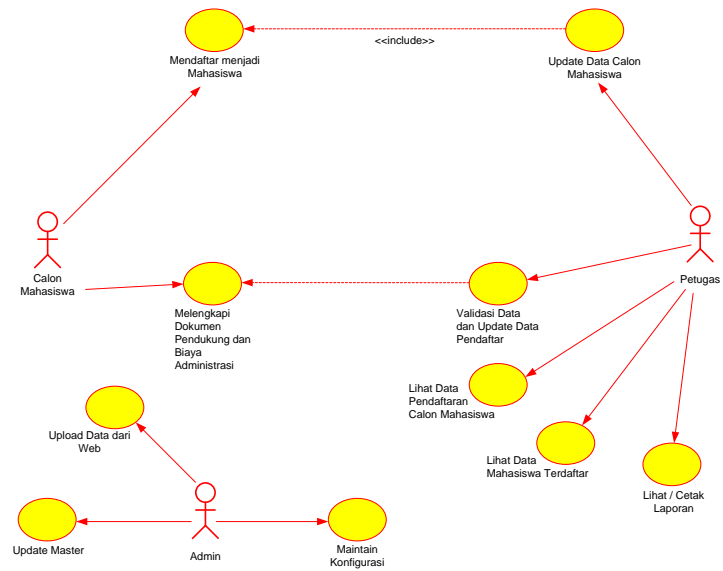 <<include>>
Mendaftar menjadi
Mahasiswa
Update Data Calon
Mahasiswa
Calon
Mahasiswa
Petugas
Melengkapi
Dokumen
Pendukung dan
Biaya
Administrasi
Validasi Data
dan Update Data
Pendaftar
Lihat Data
Pendaftaran
Calon Mahasiswa
Upload Data dari
Web
Lihat Data
Mahasiswa Terdaftar
Lihat / Cetak
Laporan
Update Master
Admin
Maintain
Konfigurasi